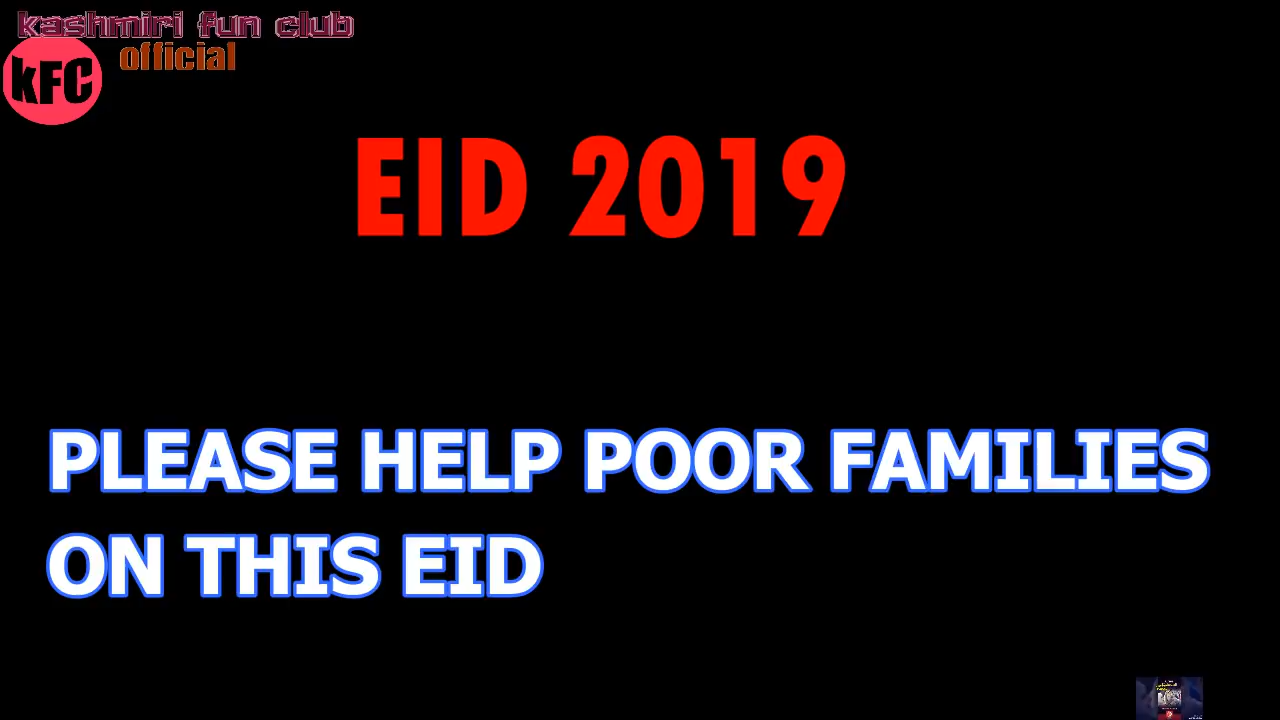 kashmiri fun club
official
KFC
EID 2019
PLEASE HELP POOR FAMILIES
ON THIS EID